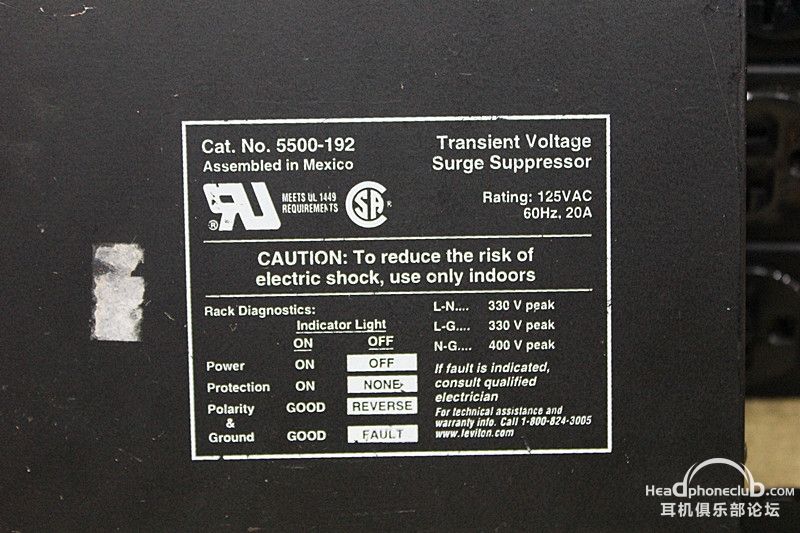 Cat. No. 5500-192
Assembled in Mexico
Transient Voltage
Surge Suppressor
RU
®
MEETS UL 1449
REQUIREMENTS
SA
®
Rating: 125VAC
60Hz, 20A
CAUTION: To reduce the risk of
electric shock, use only indoors
Rack Diagnostics:
Indicator Light
ON OFF
Power ON OFF
Protection ON NONE
Polarity GOOD REVERSE
&
Ground GOOD FAULT
L-N.... 330 V peak
L-G.... 330 V peak
N-G.... 400 V peak
If fault is indicated,
consult qualified
electrician
For technical assistance and
warranty info. Call 1-800-824-3005
www.leviton.com
Headphoneclub.com
耳机俱乐部论坛